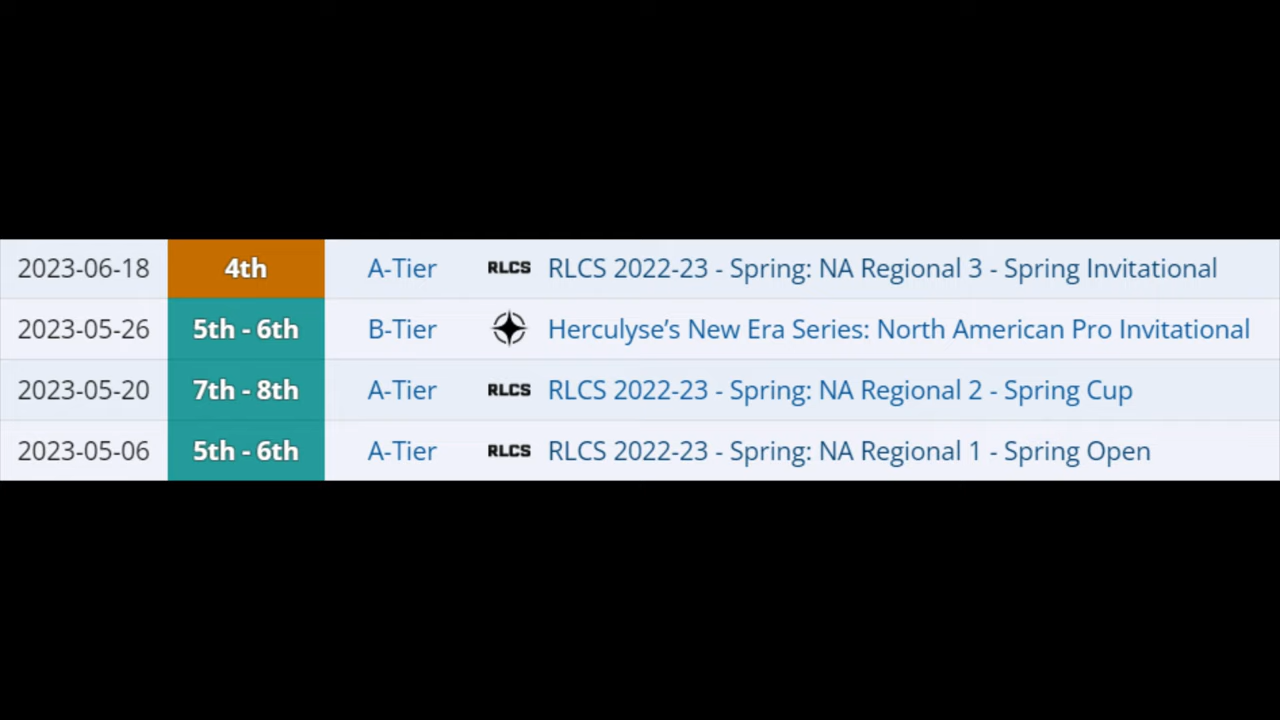 2023-06-18 4th A-Tier RLCS RLCS 2022-23 - Spring: NA Regional 3 - Spring Invitational
2023-05-26 5th - 6th B-Tier Herculyse’s New Era Series: North American Pro Invitational
2023-05-20 7th - 8th A-Tier RLCS RLCS 2022-23 - Spring: NA Regional 2 - Spring Cup
2023-05-06 5th - 6th A-Tier RLCS RLCS 2022-23 - Spring: NA Regional 1 - Spring Open